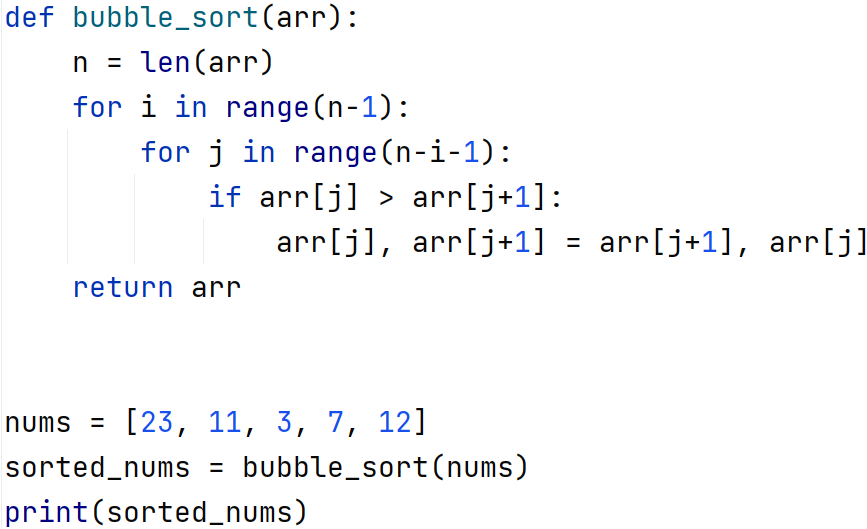 def bubble_sort(arr):
    n = len(arr)
    for i in range(n-1):
        for j in range(n-i-1):
            if arr[j] > arr[j+1]:
                arr[j], arr[j+1] = arr[j+1], arr[j]
    return arr
nums = [23, 11, 3, 7, 12]
sorted_nums = bubble_sort(nums)
print(sorted_nums)